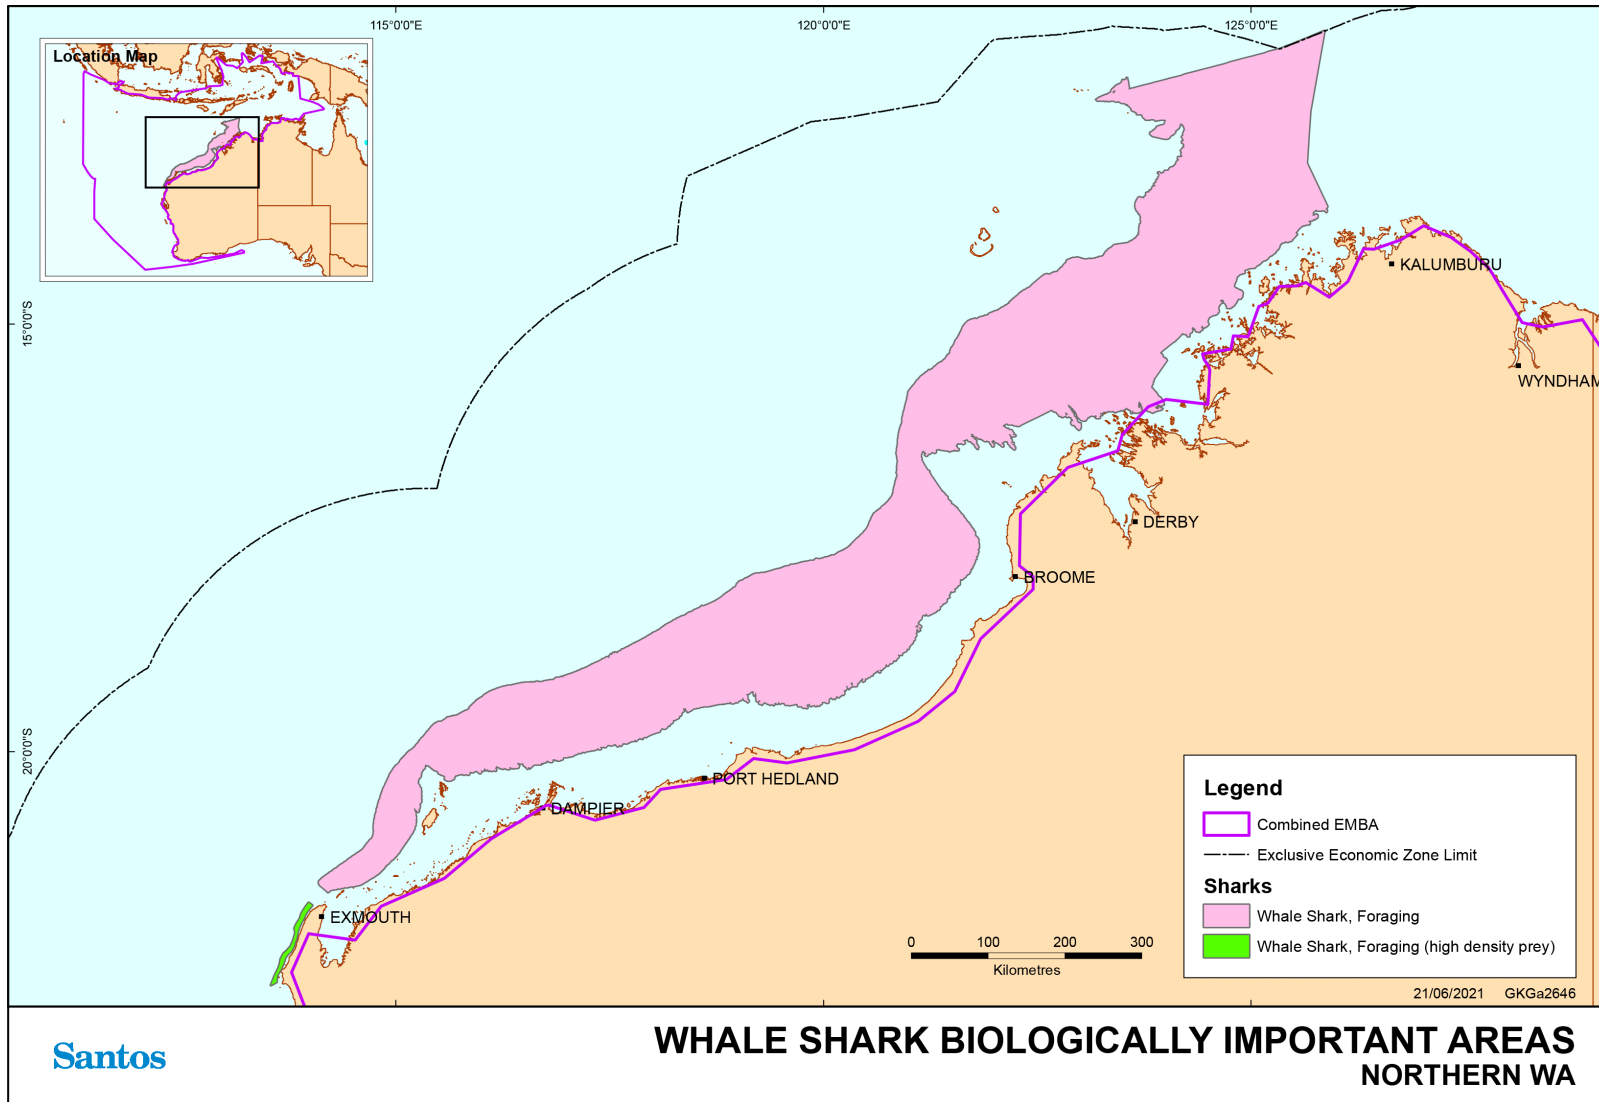 115°0'0"E
120°0'0"E
125°0'0"E
Location Map
KALUMBURU
15°0'0"S
WYNDHAM
DERBY
BROOME
20°0'0"S
PORT HEDLAND
DAMPIER
EXMOUTH
Legend
Combined EMBA
Exclusive Economic Zone Limit
Sharks
Whale Shark, Foraging
Whale Shark, Foraging (high density prey)
0 100 200 300
Kilometres
21/06/2021 GKGa2646
Santos
WHALE SHARK BIOLOGICALLY IMPORTANT AREAS
NORTHERN WA